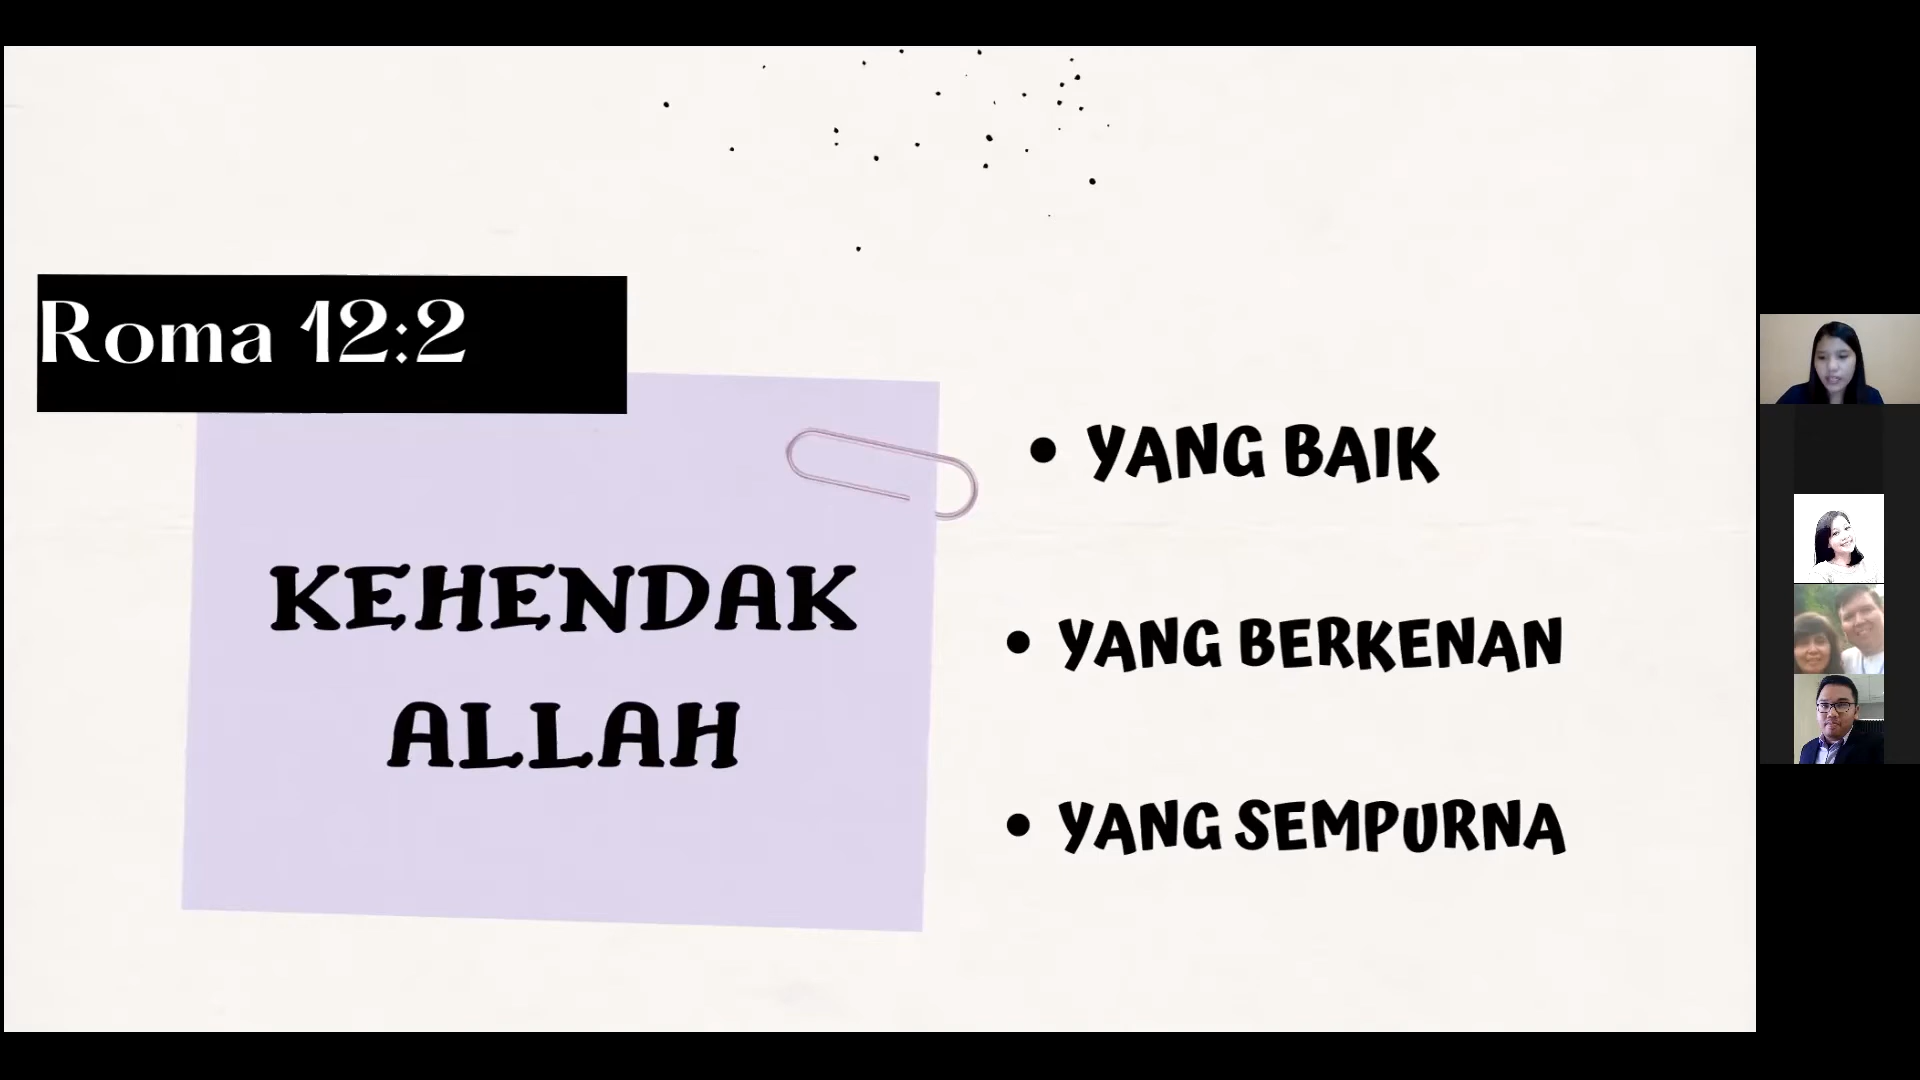 Roma 12:2
KEHENDAK
ALLAH
• YANG BAIK
• YANG BERKENAN
• YANG SEMPURNA